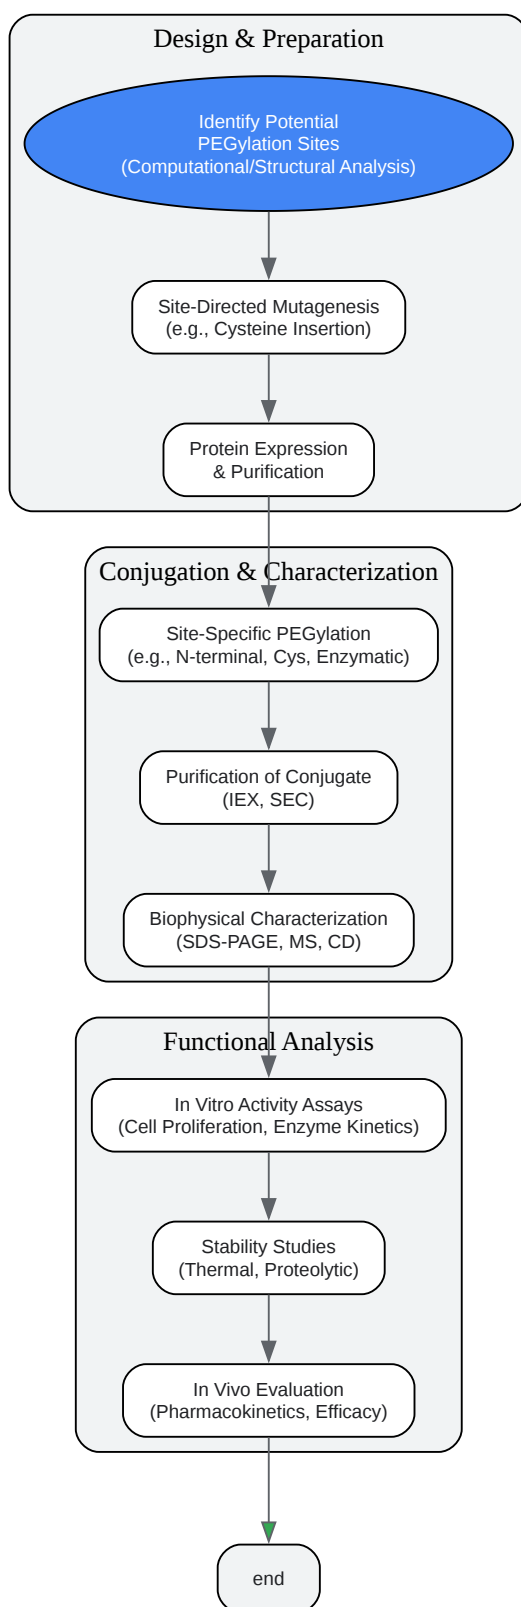 Design & Preparation
Identify Potential
PEGylation Sites
(Computational/Structural Analysis)
Site-Directed Mutagenesis
(e.g., Cysteine Insertion)
Protein Expression
& Purification
Conjugation & Characterization
Site-Specific PEGylation
(e.g., N-terminal, Cys, Enzymatic)
Purification of Conjugate
(IEX, SEC)
Biophysical Characterization
(SDS-PAGE, MS, CD)
Functional Analysis
In Vitro Activity Assays
(Cell Proliferation, Enzyme Kinetics)
Stability Studies
(Thermal, Proteolytic)
In Vivo Evaluation
(Pharmacokinetics, Efficacy)
end